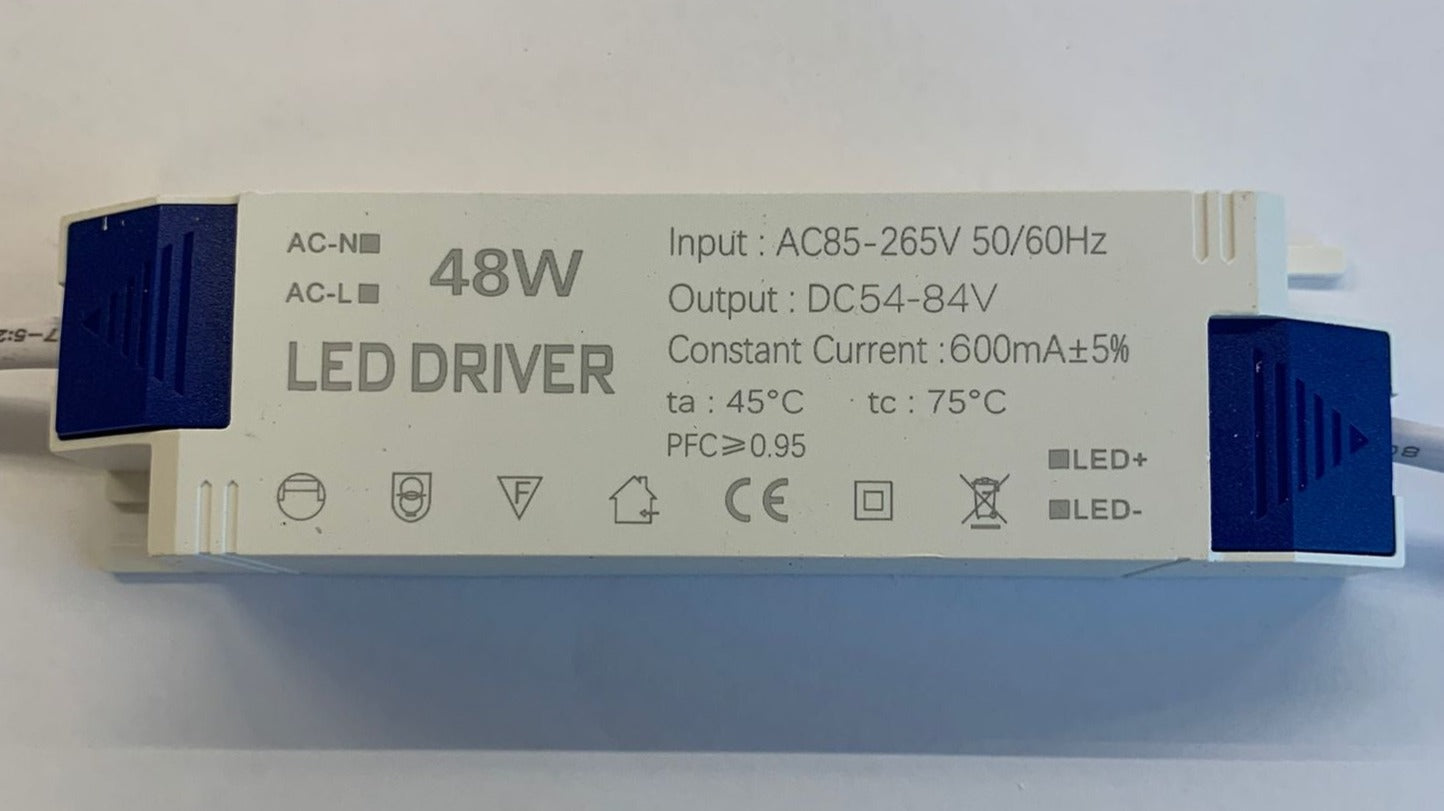 AC-N
AC-L
48W
LED DRIVER
Input : AC85-265V 50/60Hz
Output : DC54-84V
Constant Current :600mA±5%
ta : 45°C tc : 75°C
PFC≥0.95
F
CE
LED+
LED-